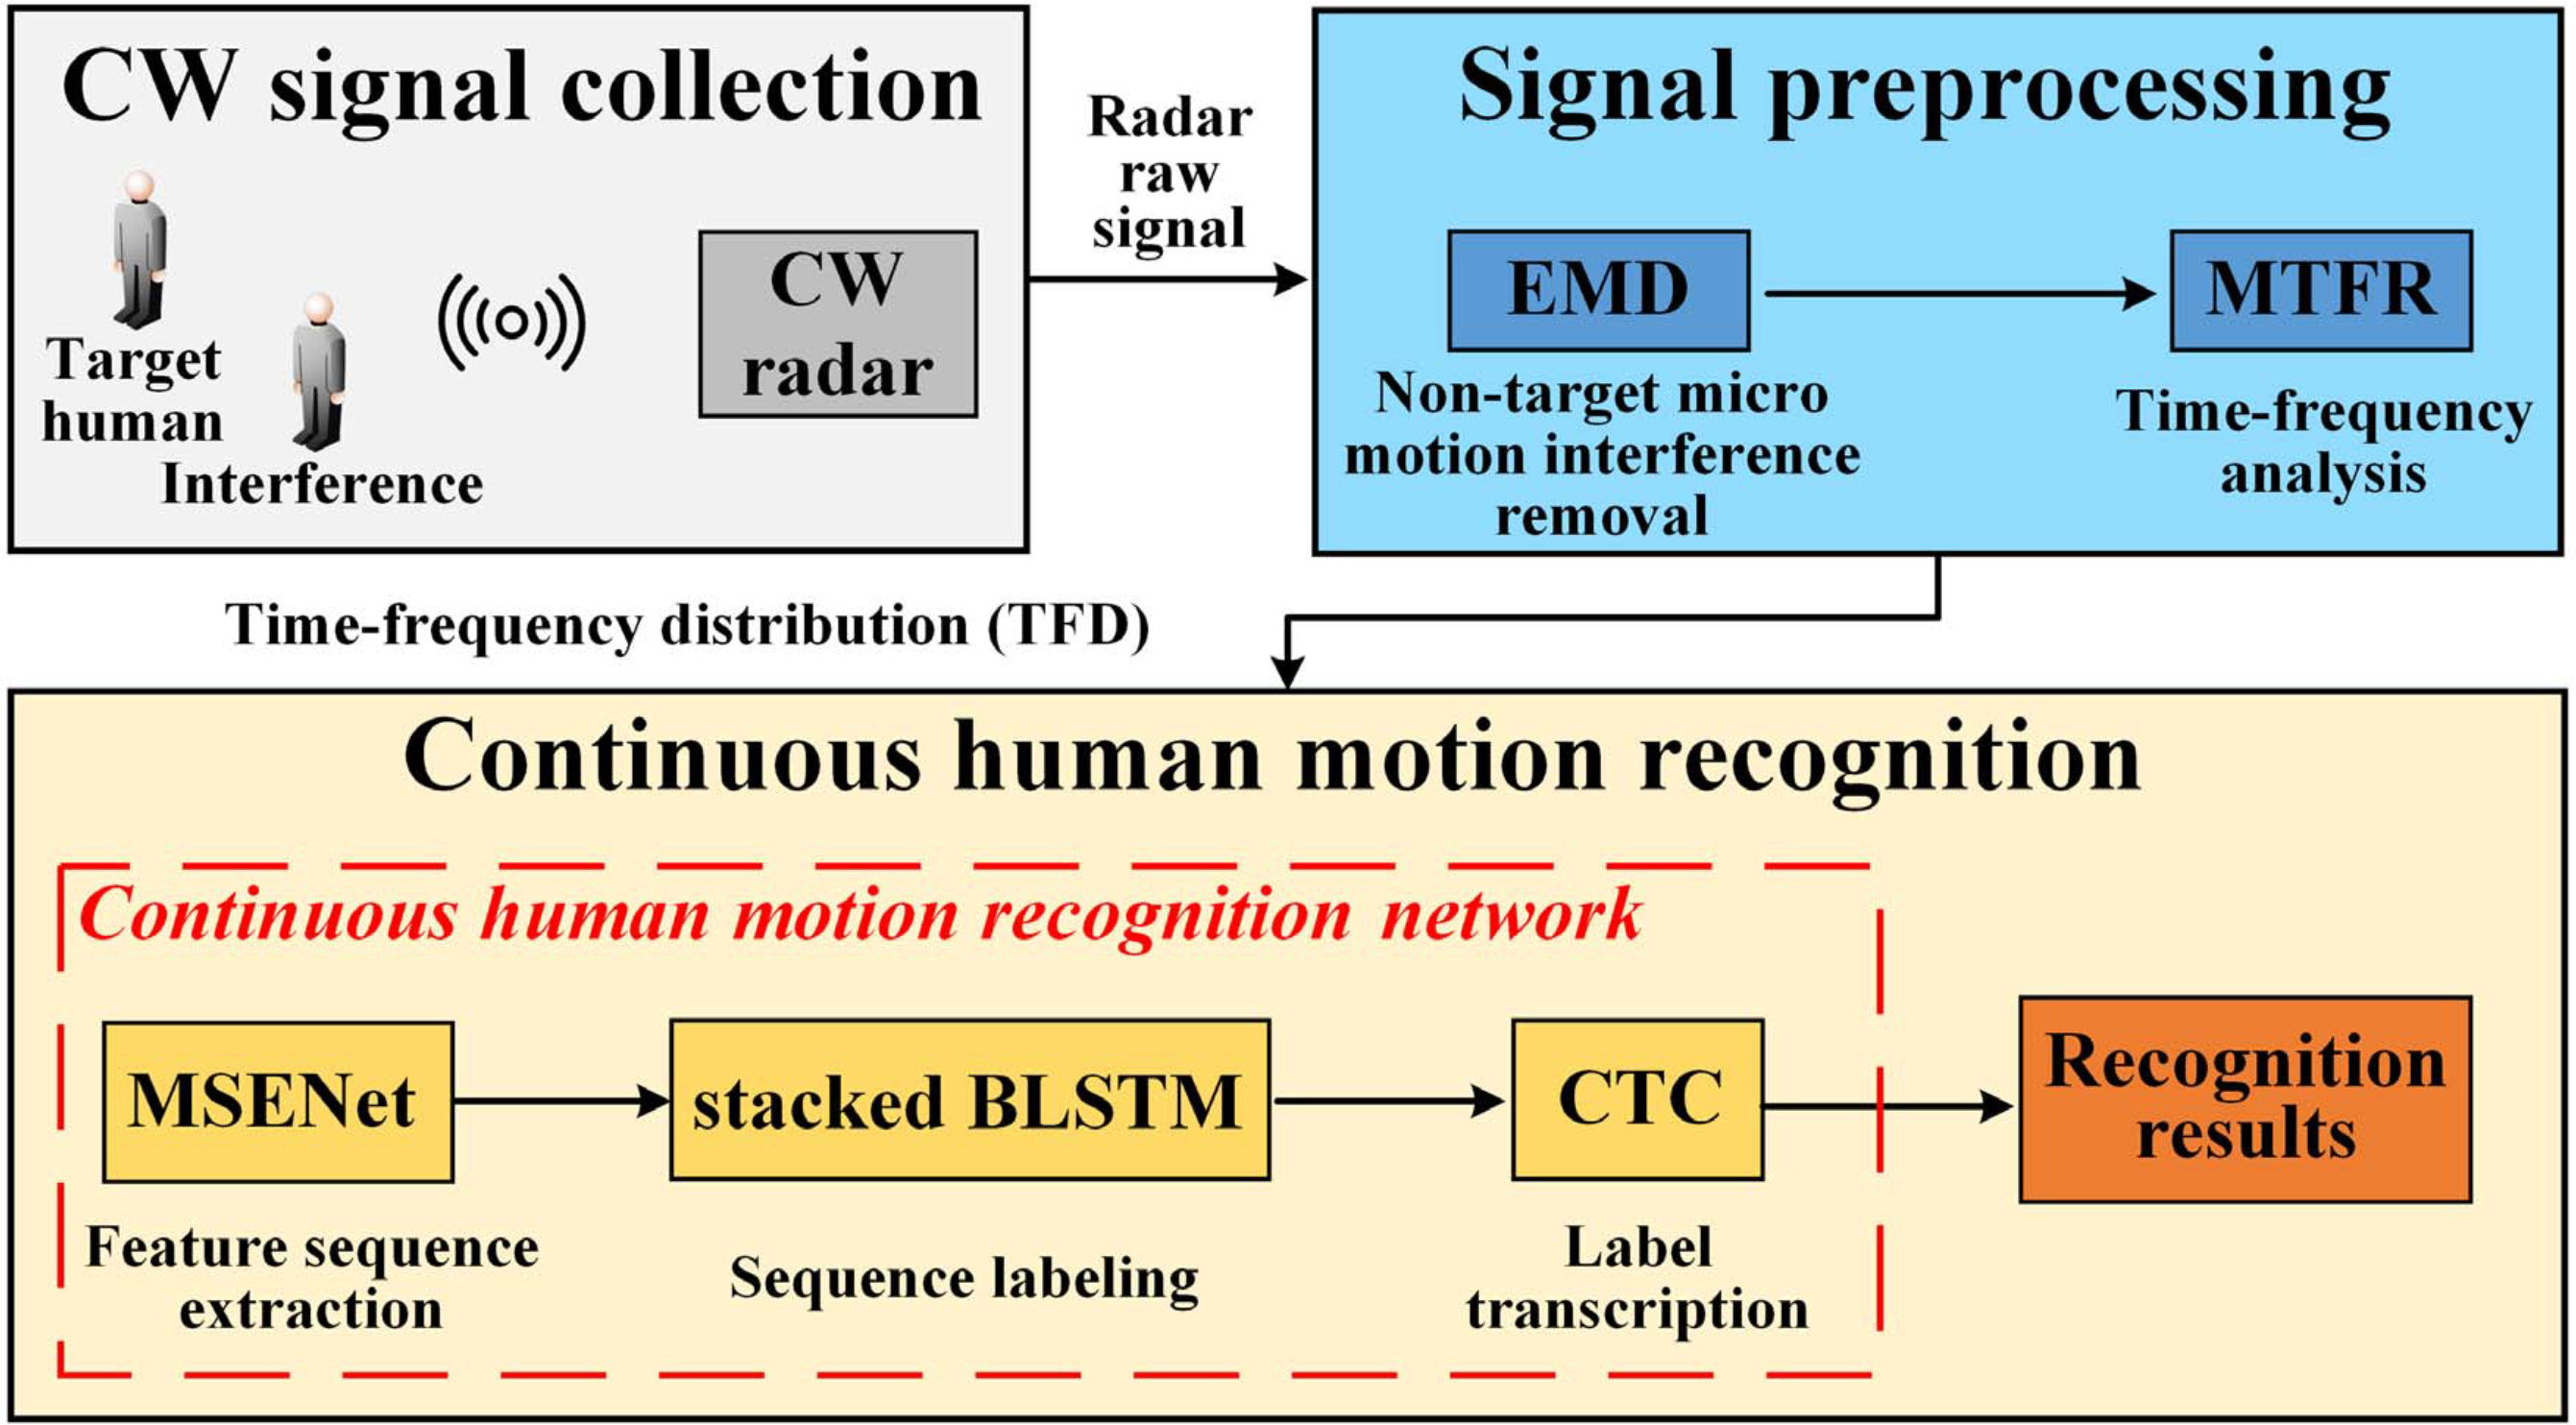 CW signal collection
Target
human
Interference
CW
radar
Radar
raw
signal
Signal preprocessing
EMD
Non-target micro
motion interference
removal
MTFR
Time-frequency
analysis
Time-frequency distribution (TFD)
Continuous human motion recognition
Continuous human motion recognition network
MSENet
Feature sequence
extraction
stacked BLSTM
Sequence labeling
CTC
Label
transcription
Recognition
results